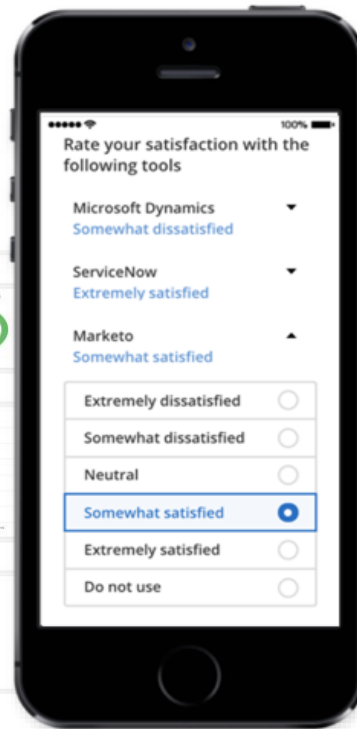 100%
Rate your satisfaction with the
following tools
Microsoft Dynamics
Somewhat dissatisfied
ServiceNow
Extremely satisfied
Marketo
Somewhat satisfied
Extremely dissatisfied
Somewhat dissatisfied
Neutral
Somewhat satisfied
Extremely satisfied
Do not use